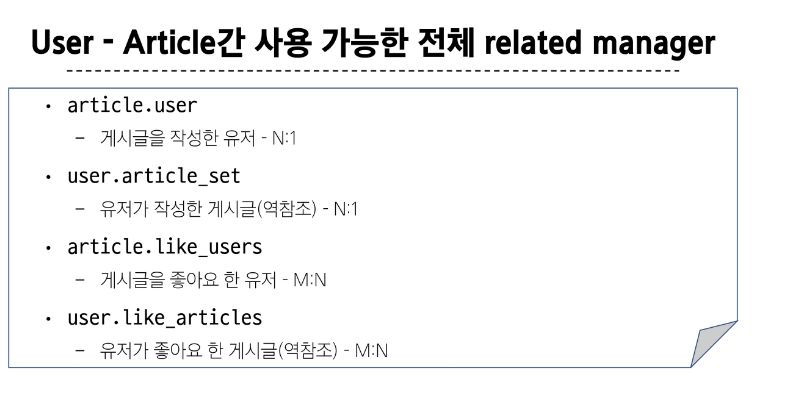 User - Article간 사용 가능한 전체 related manager
• article.user
– 게시글을 작성한 유저 - N:1
• user.article_set
– 유저가 작성한 게시글(역참조) - N:1
• article.like_users
– 게시글을 좋아요 한 유저 - M:N
• user.like_articles
– 유저가 좋아요 한 게시글(역참조) - M:N